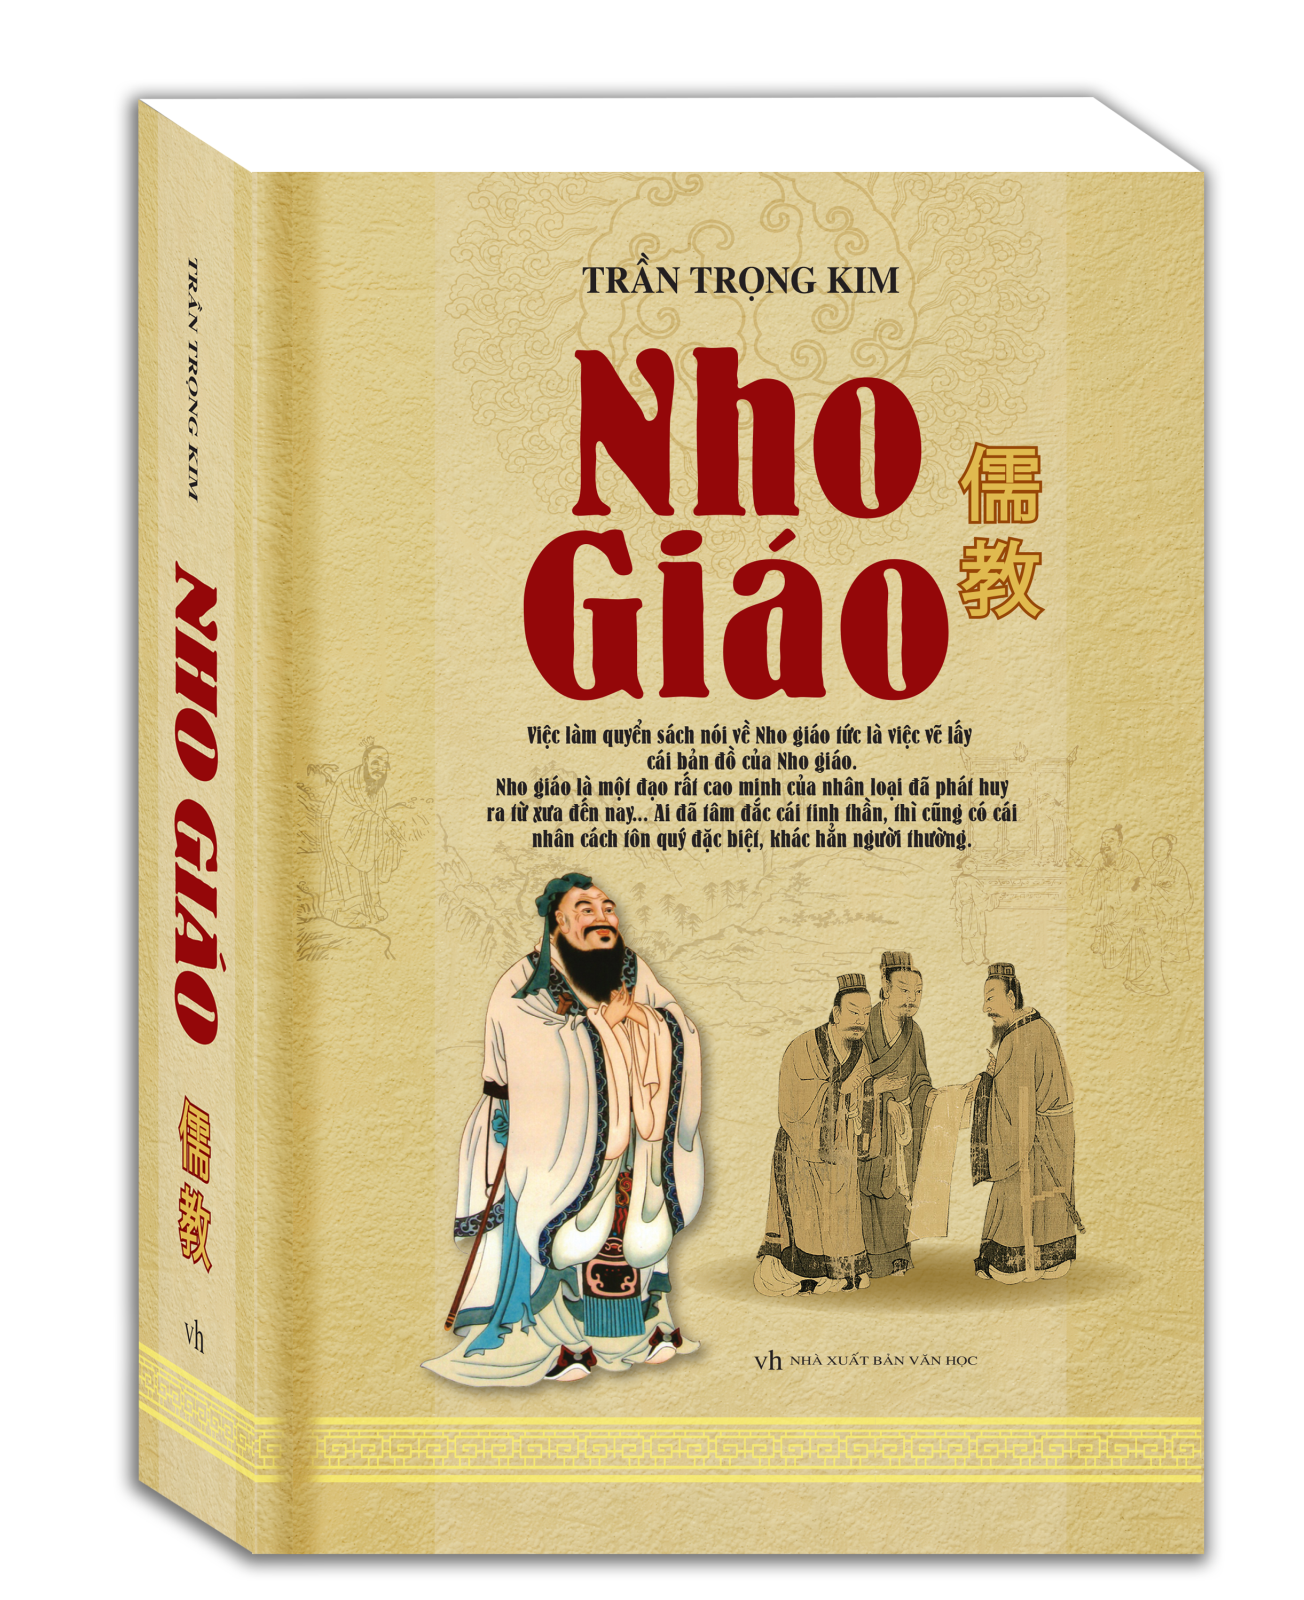 TRẦN TRỌNG KIM
Nho
Giáo
儒
教
Việc làm quyển sách nói về Nho giáo tức là việc vẽ lấy
cái bản đồ của Nho giáo.
Nho giáo là một đạo rất cao minh của nhân loại đã phát huy
ra từ xưa đến nay... Ai đã tâm đắc cái tinh thần, thì cũng có cái
nhân cách tôn quý đặc biệt, khác hẳn người thường.
vh NHÀ XUẤT BẢN VĂN HỌC
TRẦN TRỌNG KIM
NHO GIÁO
儒教
vh